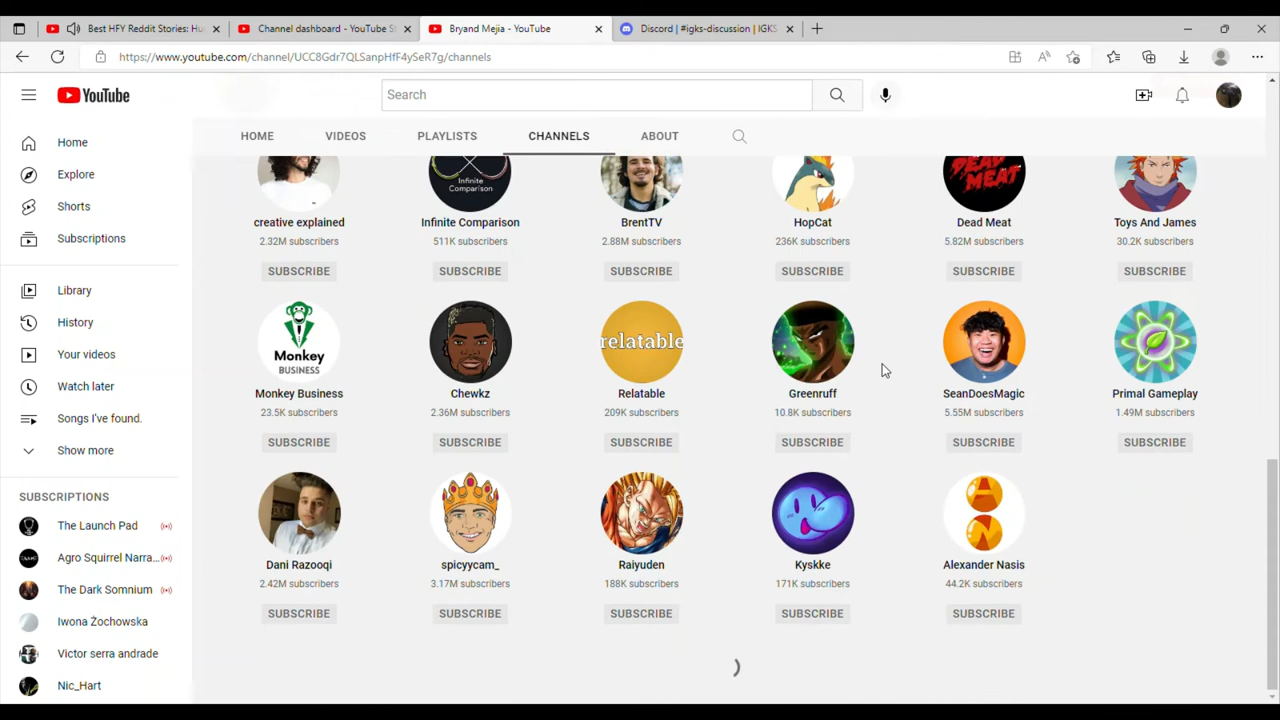 Best HFY Reddit Stories: Hu
Channel dashboard - YouTube S
Bryand Mejia - YouTube
Discord | #igks-discussion | IGKS
https://www.youtube.com/channel/UCC8Gdr7QLSanpHfF4ySeR7g/channels
YouTube
Search
HOME VIDEOS PLAYLISTS CHANNELS ABOUT
Home
Explore
Shorts
Subscriptions
Library
History
Your videos
Watch later
Songs I've found.
Show more
SUBSCRIPTIONS
The Launch Pad
Agro Squirrel Narra...
The Dark Somnium
Iwona Żochowska
Victor serra andrade
Nic_Hart
Infinite
Comparison
DEAD
MEAT
creative explained Infinite Comparison BrentTV HopCat Dead Meat Toys And James
2.32M subscribers 511K subscribers 2.88M subscribers 236K subscribers 5.82M subscribers 30.2K subscribers
SUBSCRIBE SUBSCRIBE SUBSCRIBE SUBSCRIBE SUBSCRIBE SUBSCRIBE
Monkey
BUSINESS
relatable
Monkey Business Chewkz Relatable Greenruff SeanDoesMagic Primal Gameplay
23.5K subscribers 2.36M subscribers 209K subscribers 10.8K subscribers 5.55M subscribers 1.49M subscribers
SUBSCRIBE SUBSCRIBE SUBSCRIBE SUBSCRIBE SUBSCRIBE SUBSCRIBE
A
N
Dani Razooqi spicyycam_ Raiyuden Kyskke Alexander Nasis
2.42M subscribers 3.17M subscribers 188K subscribers 171K subscribers 44.2K subscribers
SUBSCRIBE SUBSCRIBE SUBSCRIBE SUBSCRIBE SUBSCRIBE